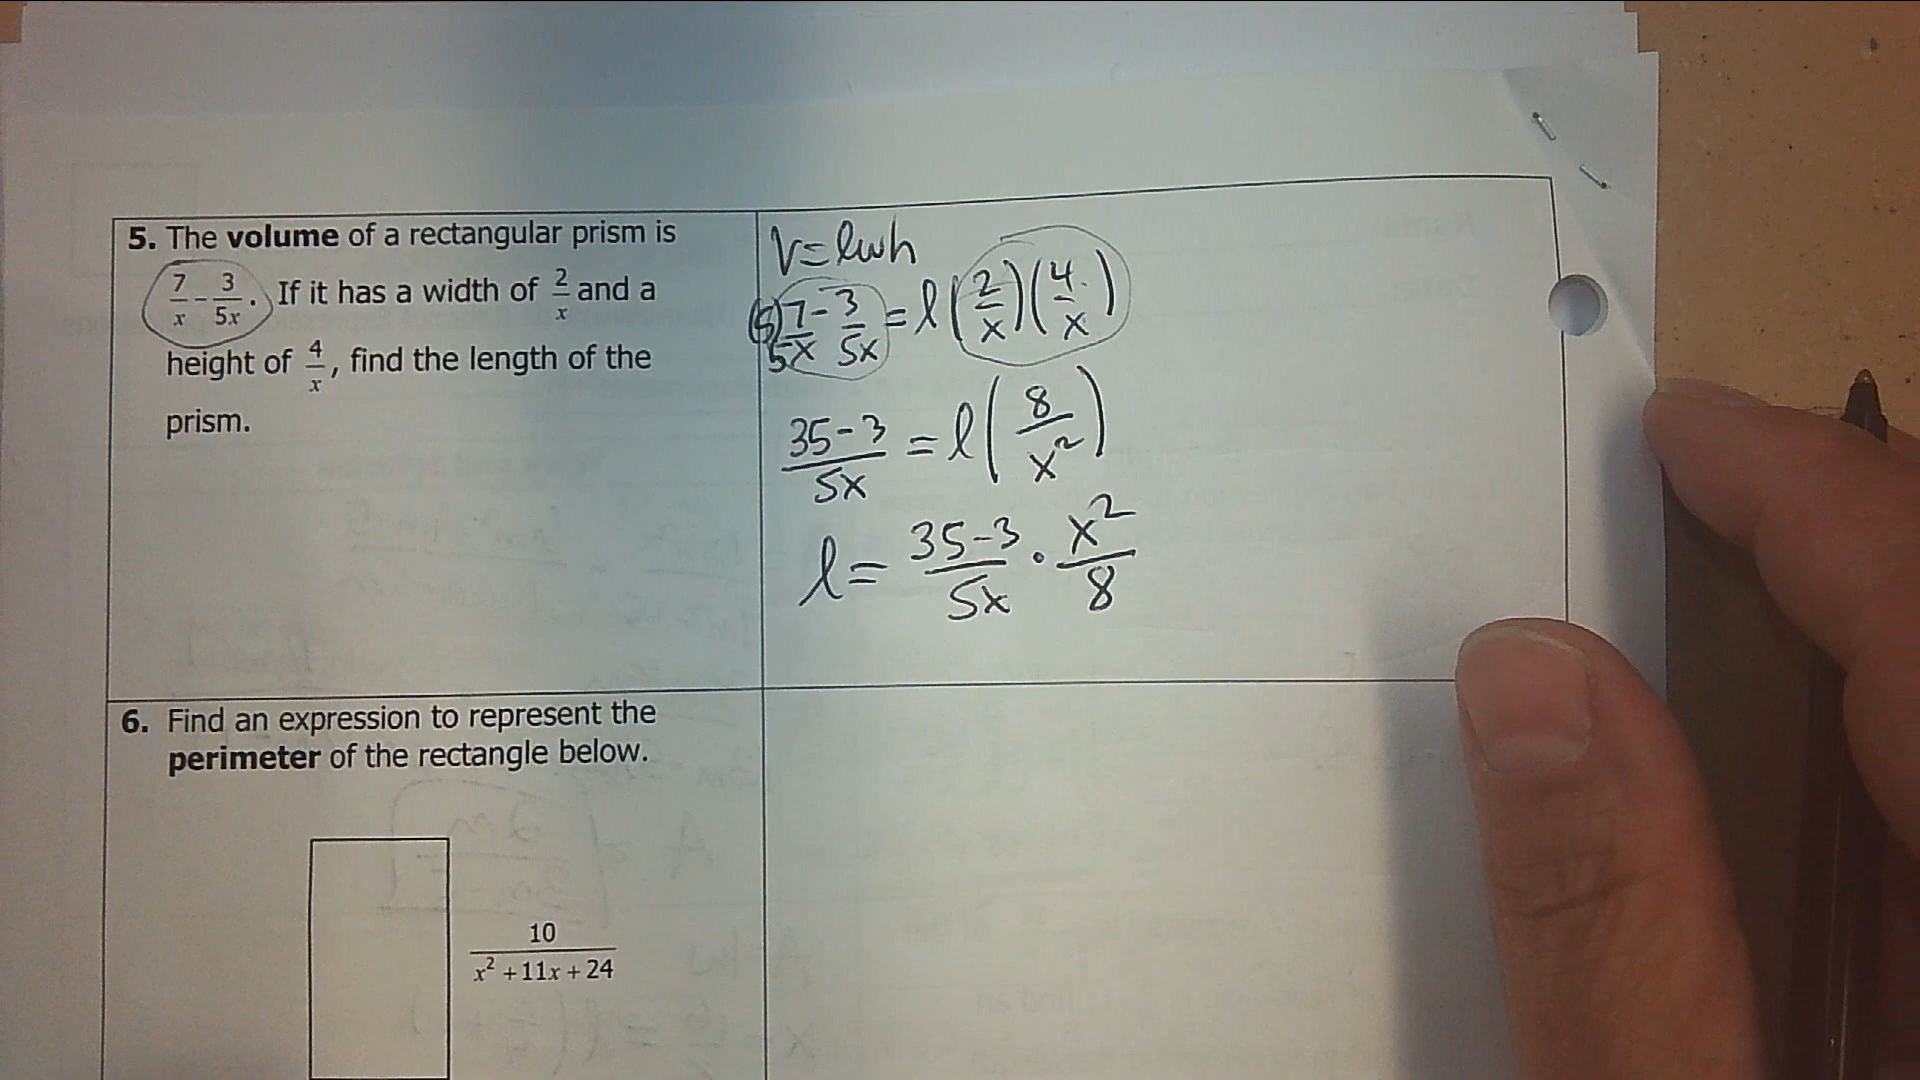 5. The volume of a rectangular prism is
7/x - 3/5x. If it has a width of 2/x and a
height of 4/x, find the length of the
prism.
V = lwh
(5)7/5x - 3/5x = l(2/x)(4/x)
35-3/5x = l(8/x²)
l = 35-3/5x · x²/8
6. Find an expression to represent the
perimeter of the rectangle below.
10
x² + 11x + 24